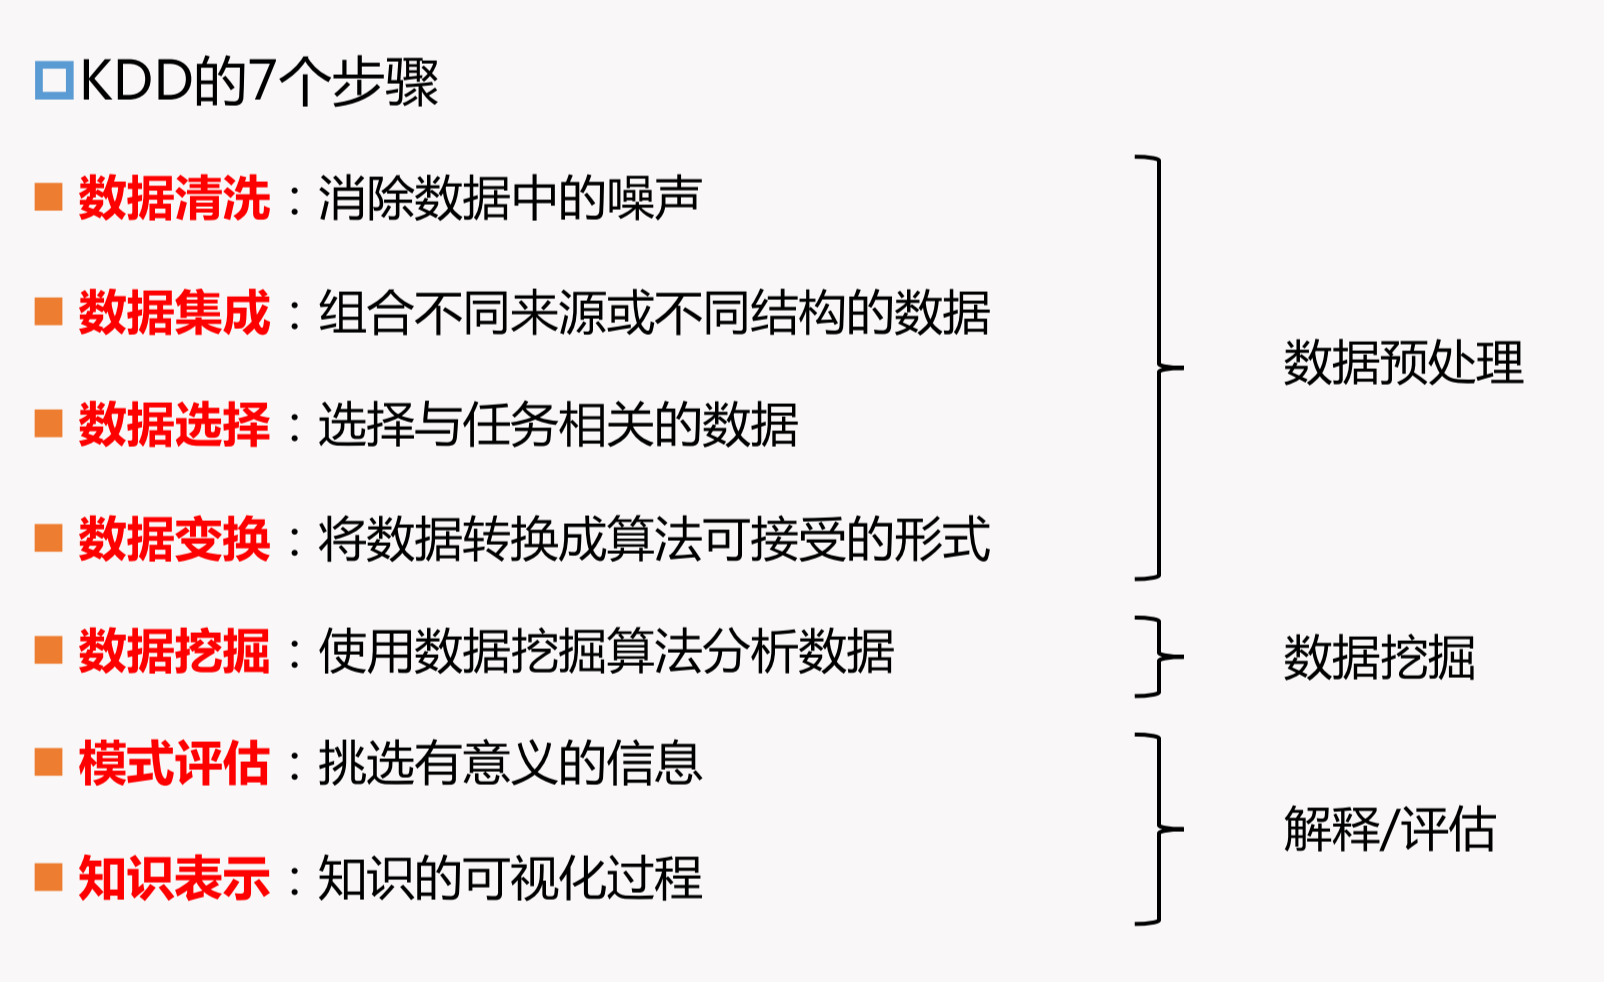 KDD的7个步骤
数据清洗：消除数据中的噪声
数据集成：组合不同来源或不同结构的数据
数据选择：选择与任务相关的数据
数据变换：将数据转换成算法可接受的形式
数据预处理
数据挖掘：使用数据挖掘算法分析数据
数据挖掘
模式评估：挑选有意义的信息
知识表示：知识的可视化过程
解释/评估